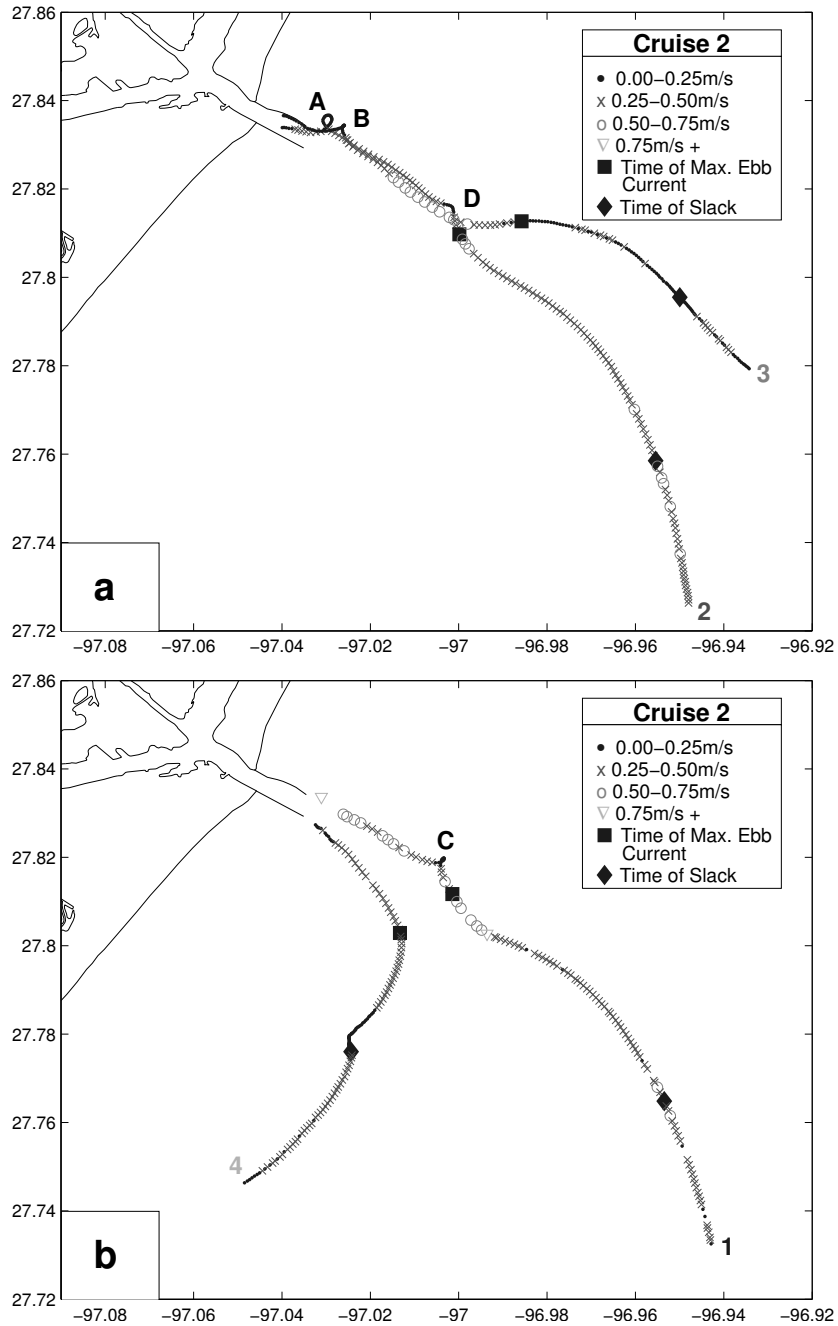 27.86
27.84
27.82
27.8
27.78
27.76
27.74
27.72
−97.08 −97.06 −97.04 −97.02 −97 −96.98 −96.96 −96.94 −96.92
Cruise 2
0.00−0.25m/s
x 0.25−0.50m/s
o 0.50−0.75m/s
0.75m/s +
Time of Max. Ebb
Current
Time of Slack
A
B
D
3
2
a
27.86
27.84
27.82
27.8
27.78
27.76
27.74
27.72
−97.08 −97.06 −97.04 −97.02 −97 −96.98 −96.96 −96.94 −96.92
Cruise 2
0.00−0.25m/s
x 0.25−0.50m/s
o 0.50−0.75m/s
0.75m/s +
Time of Max. Ebb
Current
Time of Slack
C
4
1
b